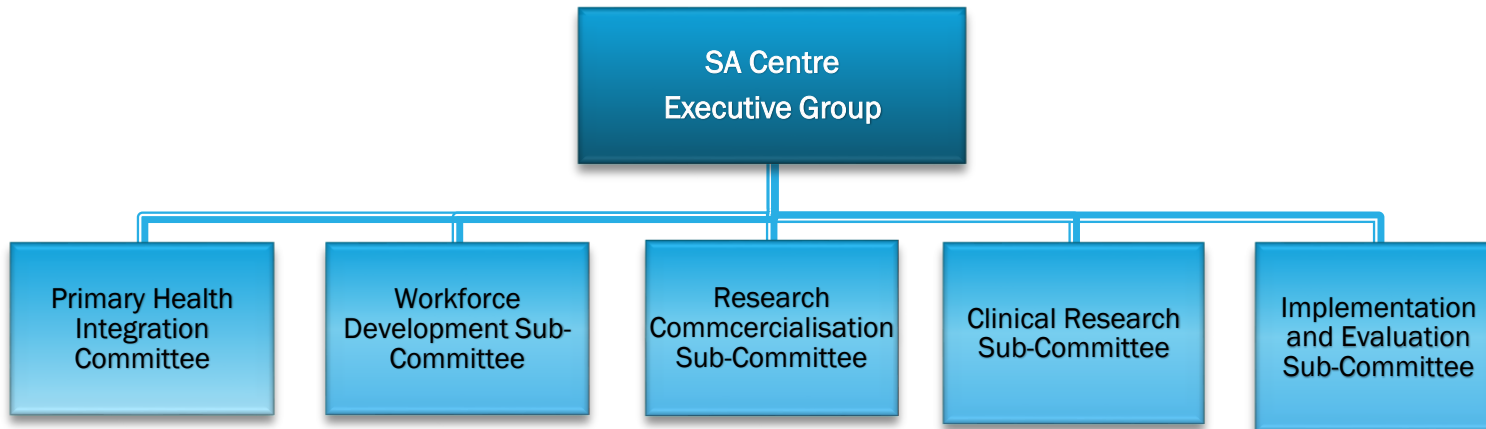 SA Centre
Executive Group
Primary Health
Integration
Committee
Workforce
Development Sub-
Committee
Research
Commcercialisation
Sub-Committee
Clinical Research
Sub-Committee
Implementation
and Evaluation
Sub-Committee